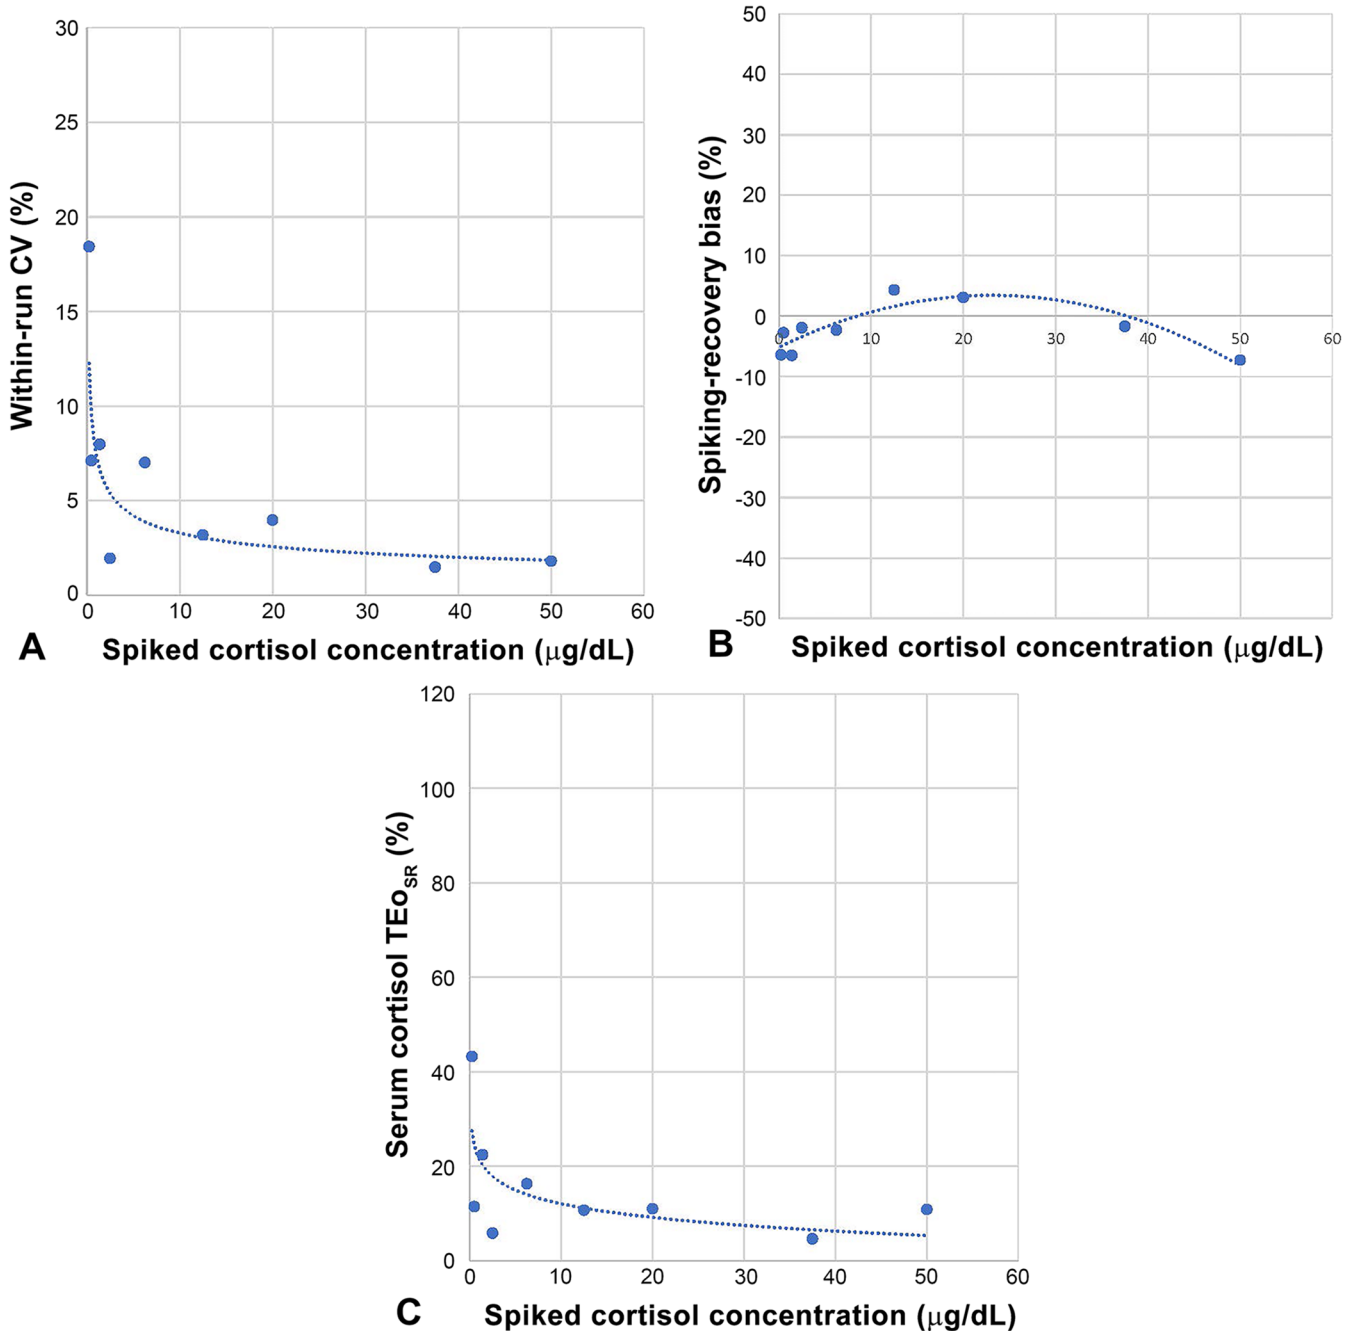 30
25
20
15
10
5
0
0 10 20 30 40 50 60
Within-run CV (%)
A Spiked cortisol concentration (μg/dL)
50
40
30
20
10
0
-10
-20
-30
-40
-50
0 10 20 30 40 50 60
Spiking-recovery bias (%)
B Spiked cortisol concentration (μg/dL)
120
100
80
60
40
20
0
0 10 20 30 40 50 60
Serum cortisol TEoSR (%)
C Spiked cortisol concentration (μg/dL)